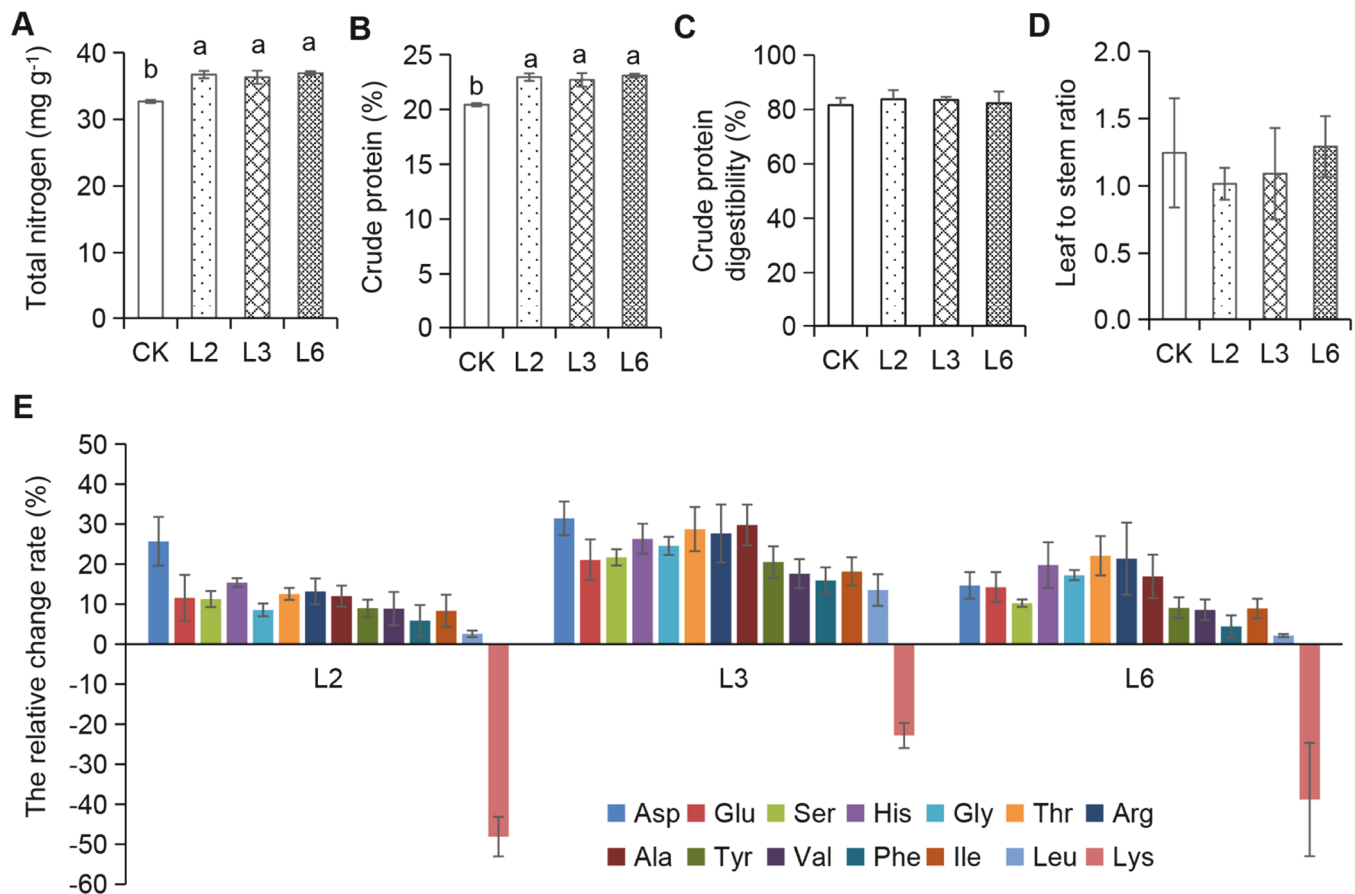 A
Total nitrogen (mg g⁻¹)
40
30
20
10
0
b
a
a
a
CK L2 L3 L6
B
Crude protein (%)
25
20
15
10
5
0
b
a
a
a
CK L2 L3 L6
C
Crude protein
digestibility (%)
100
80
60
40
20
0
CK L2 L3 L6
D
Leaf to stem ratio
2.0
1.5
1.0
0.5
0.0
CK L2 L3 L6
E
The relative change rate (%)
50
40
30
20
10
0
-10
-20
-30
-40
-50
-60
L2 L3 L6
Asp Glu Ser His Gly Thr Arg
Ala Tyr Val Phe Ile Leu Lys